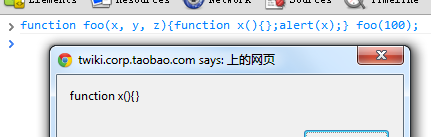 Elements Resources Network Sources Timeline
> function foo(x, y, z){function x(){};alert(x);} foo(100);
>
twiki.corp.taobao.com says: 上的网页
function x(){}